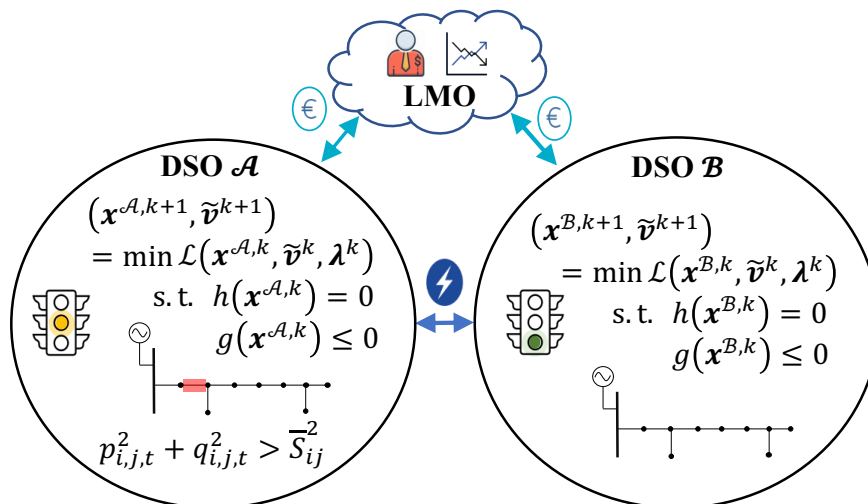 LMO
€
€
DSO 𝒜
(𝒙^{𝒜,k+1}, 𝒗̃^{k+1})
= min ℒ(𝒙^{𝒜,k}, 𝒗̃^k, 𝝀^k)
s.t. h(𝒙^{𝒜,k}) = 0
g(𝒙^{𝒜,k}) ≤ 0
p²_{i,j,t} + q²_{i,j,t} > S̅²_{ij}
DSO ℬ
(𝒙^{ℬ,k+1}, 𝒗̃^{k+1})
= min ℒ(𝒙^{ℬ,k}, 𝒗̃^k, 𝝀^k)
s.t. h(𝒙^{ℬ,k}) = 0
g(𝒙^{ℬ,k}) ≤ 0